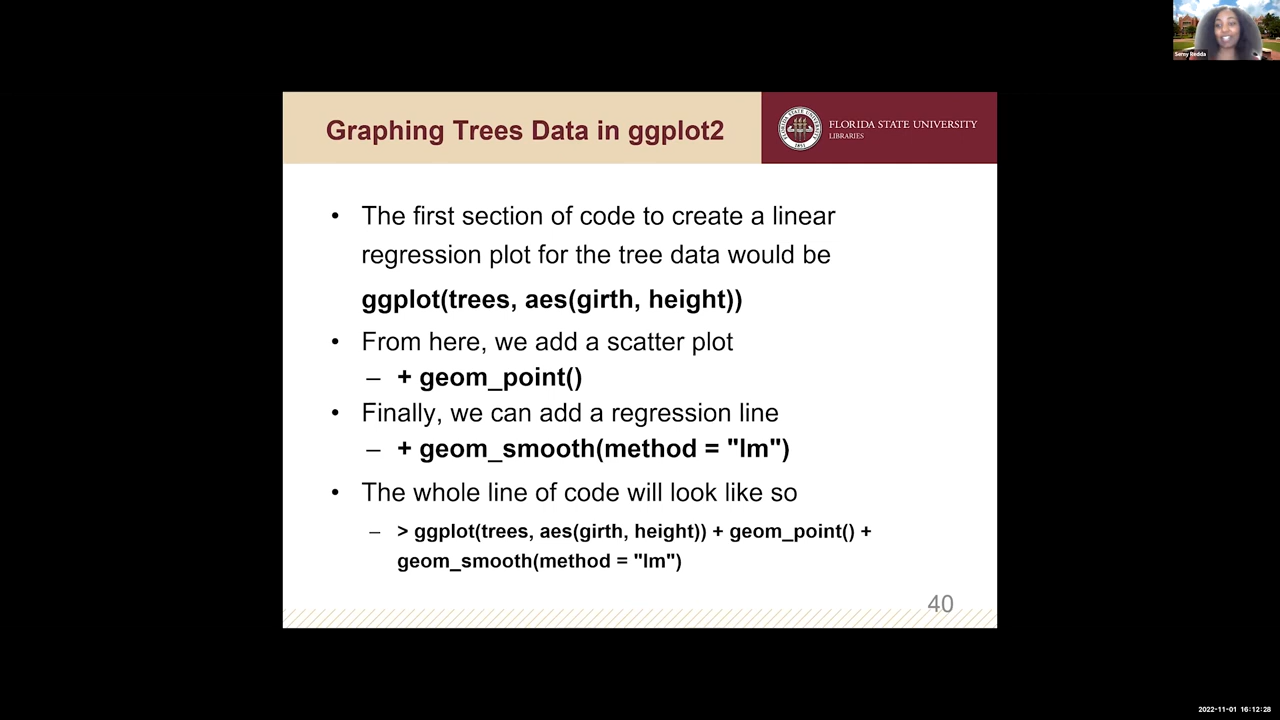 Samy Redda
Graphing Trees Data in ggplot2
FLORIDA STATE UNIVERSITY
LIBRARIES
• The first section of code to create a linear
regression plot for the tree data would be
ggplot(trees, aes(girth, height))
• From here, we add a scatter plot
– + geom_point()
• Finally, we can add a regression line
– + geom_smooth(method = "lm")
• The whole line of code will look like so
– > ggplot(trees, aes(girth, height)) + geom_point() +
geom_smooth(method = "lm")
40
2022-11-01 16:12:28